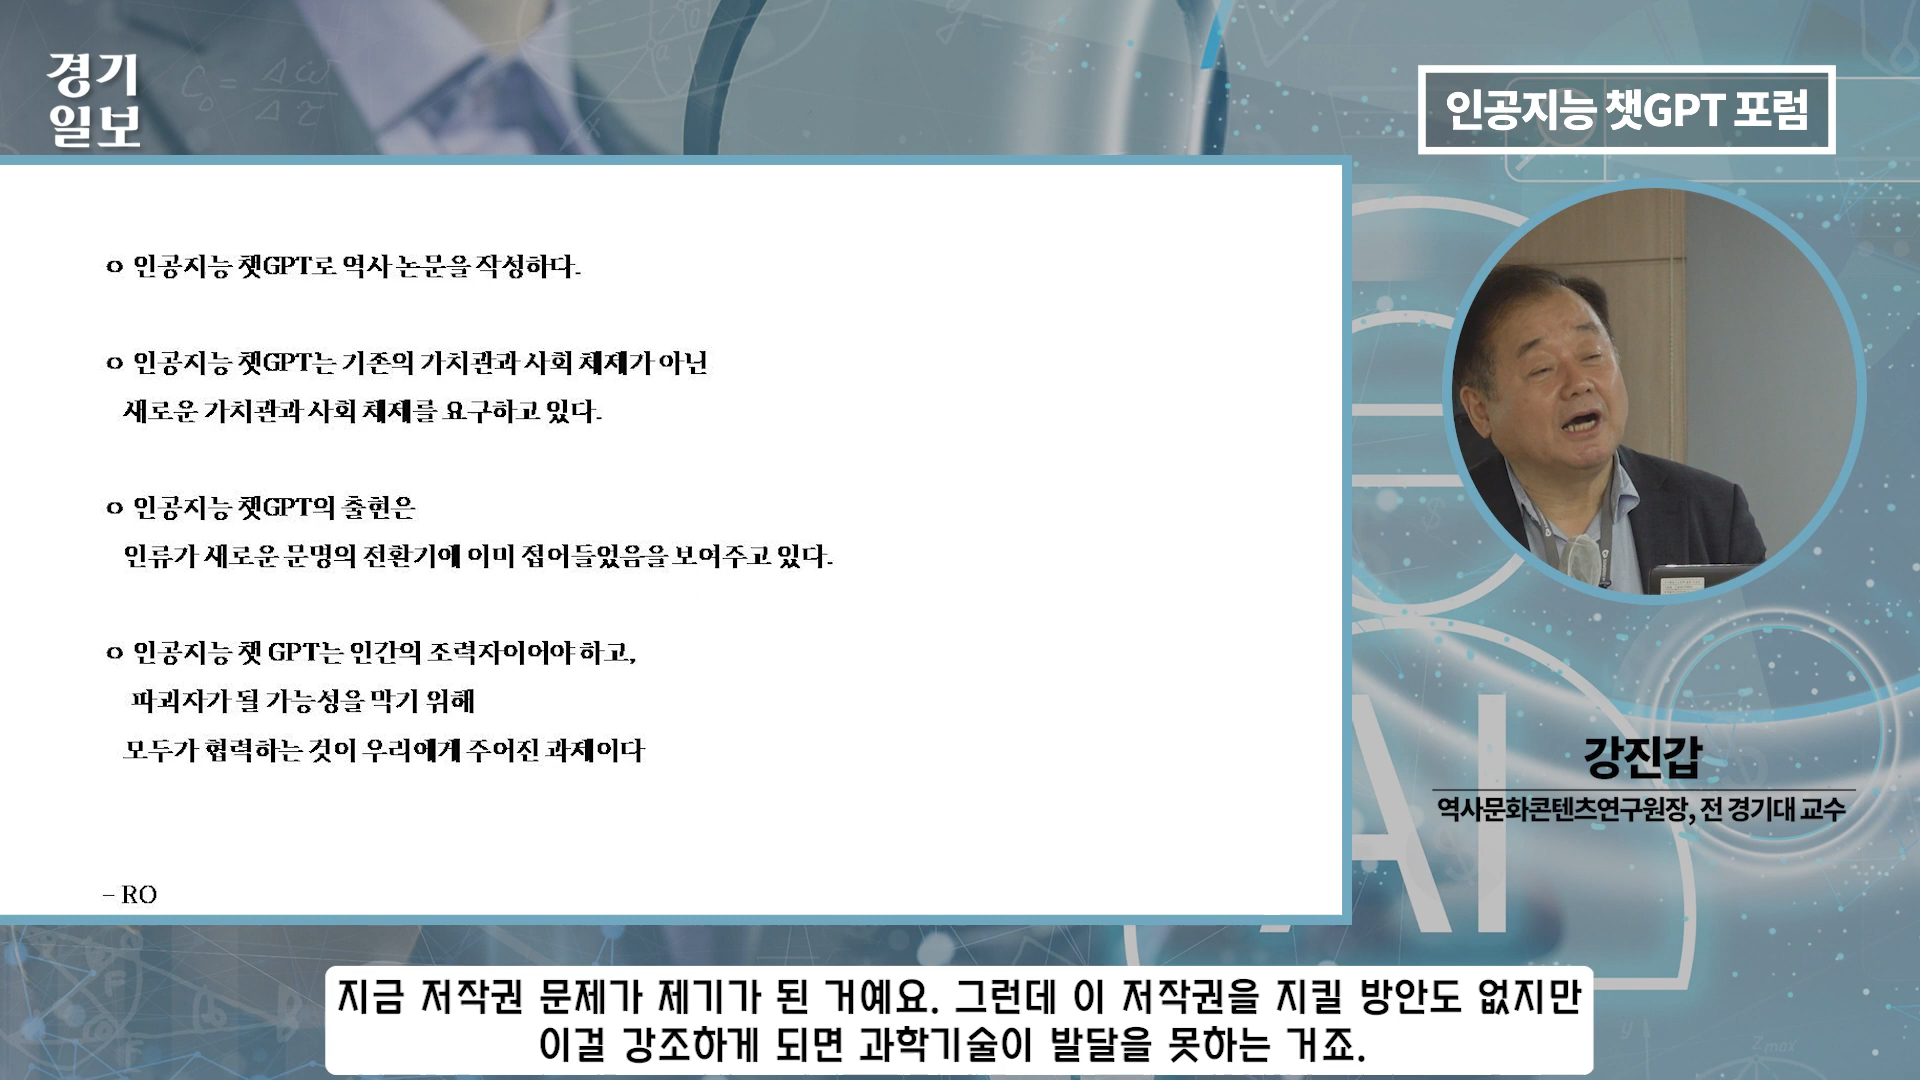 경기
일보
인공지능 챗GPT 포럼
ㅇ 인공지능 챗GPT로 역사 논문을 작성하다.
ㅇ 인공지능 챗GPT는 기존의 가치관과 사회 체제가 아닌
새로운 가치관과 사회 체제를 요구하고 있다.
ㅇ 인공지능 챗GPT의 출현은
인류가 새로운 문명의 전환기에 이미 접어들었음을 보여주고 있다.
ㅇ 인공지능 챗 GPT는 인간의 조력자이어야 하고,
파괴자가 될 가능성을 막기 위해
모두가 협력하는 것이 우리에게 주어진 과제이다
– RO
강진갑
역사문화콘텐츠연구원장, 전 경기대 교수
AI
지금 저작권 문제가 제기가 된 거예요. 그런데 이 저작권을 지킬 방안도 없지만
이걸 강조하게 되면 과학기술이 발달을 못하는 거죠.